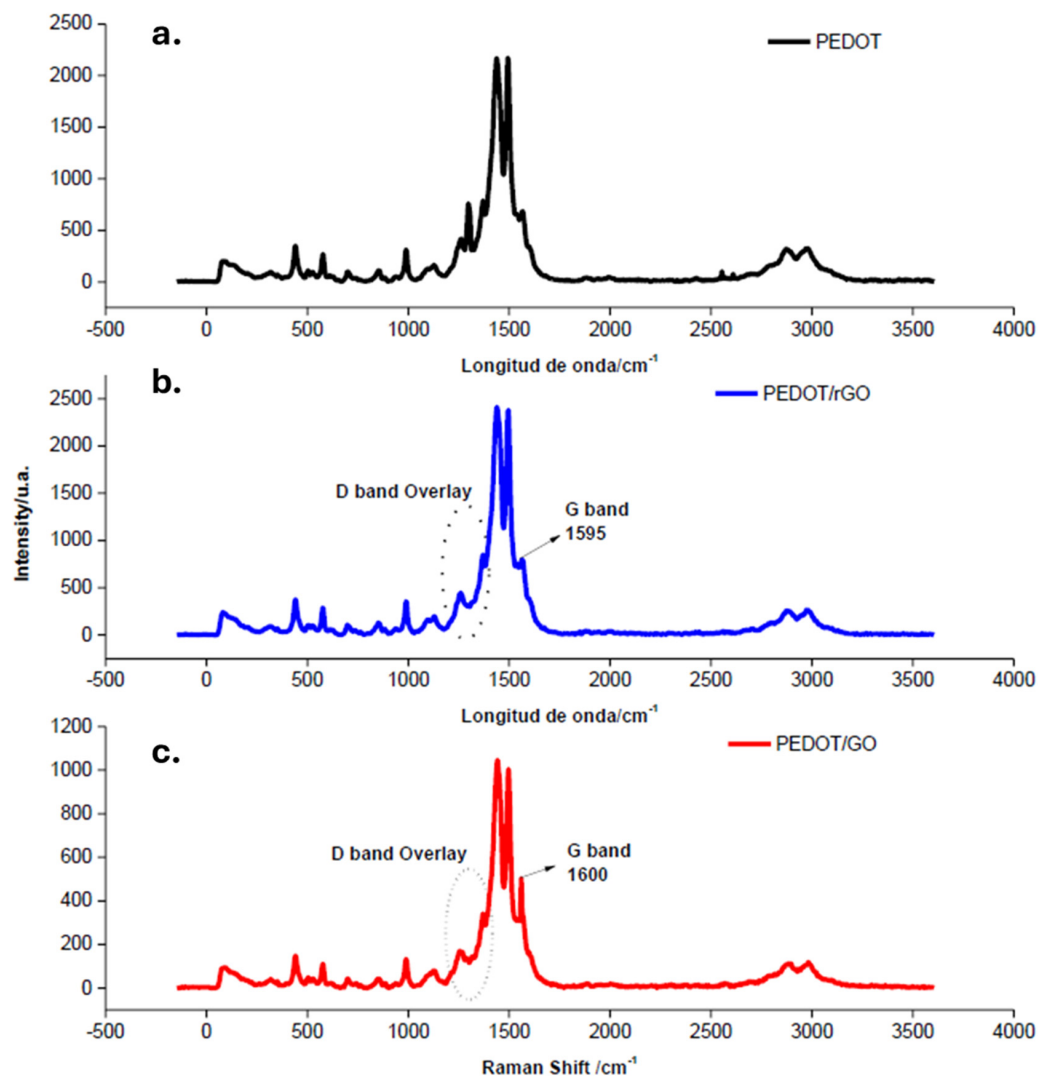 a.
PEDOT
2500
2000
1500
1000
500
0
-500 0 500 1000 1500 2000 2500 3000 3500 4000
Longitud de onda/cm⁻¹
b.
PEDOT/rGO
2500
2000
1500
1000
500
0
D band Overlay
G band
1595
Intensity/u.a.
-500 0 500 1000 1500 2000 2500 3000 3500 4000
Longitud de onda/cm⁻¹
c.
PEDOT/GO
1200
1000
800
600
400
200
0
D band Overlay
G band
1600
-500 0 500 1000 1500 2000 2500 3000 3500 4000
Raman Shift /cm⁻¹